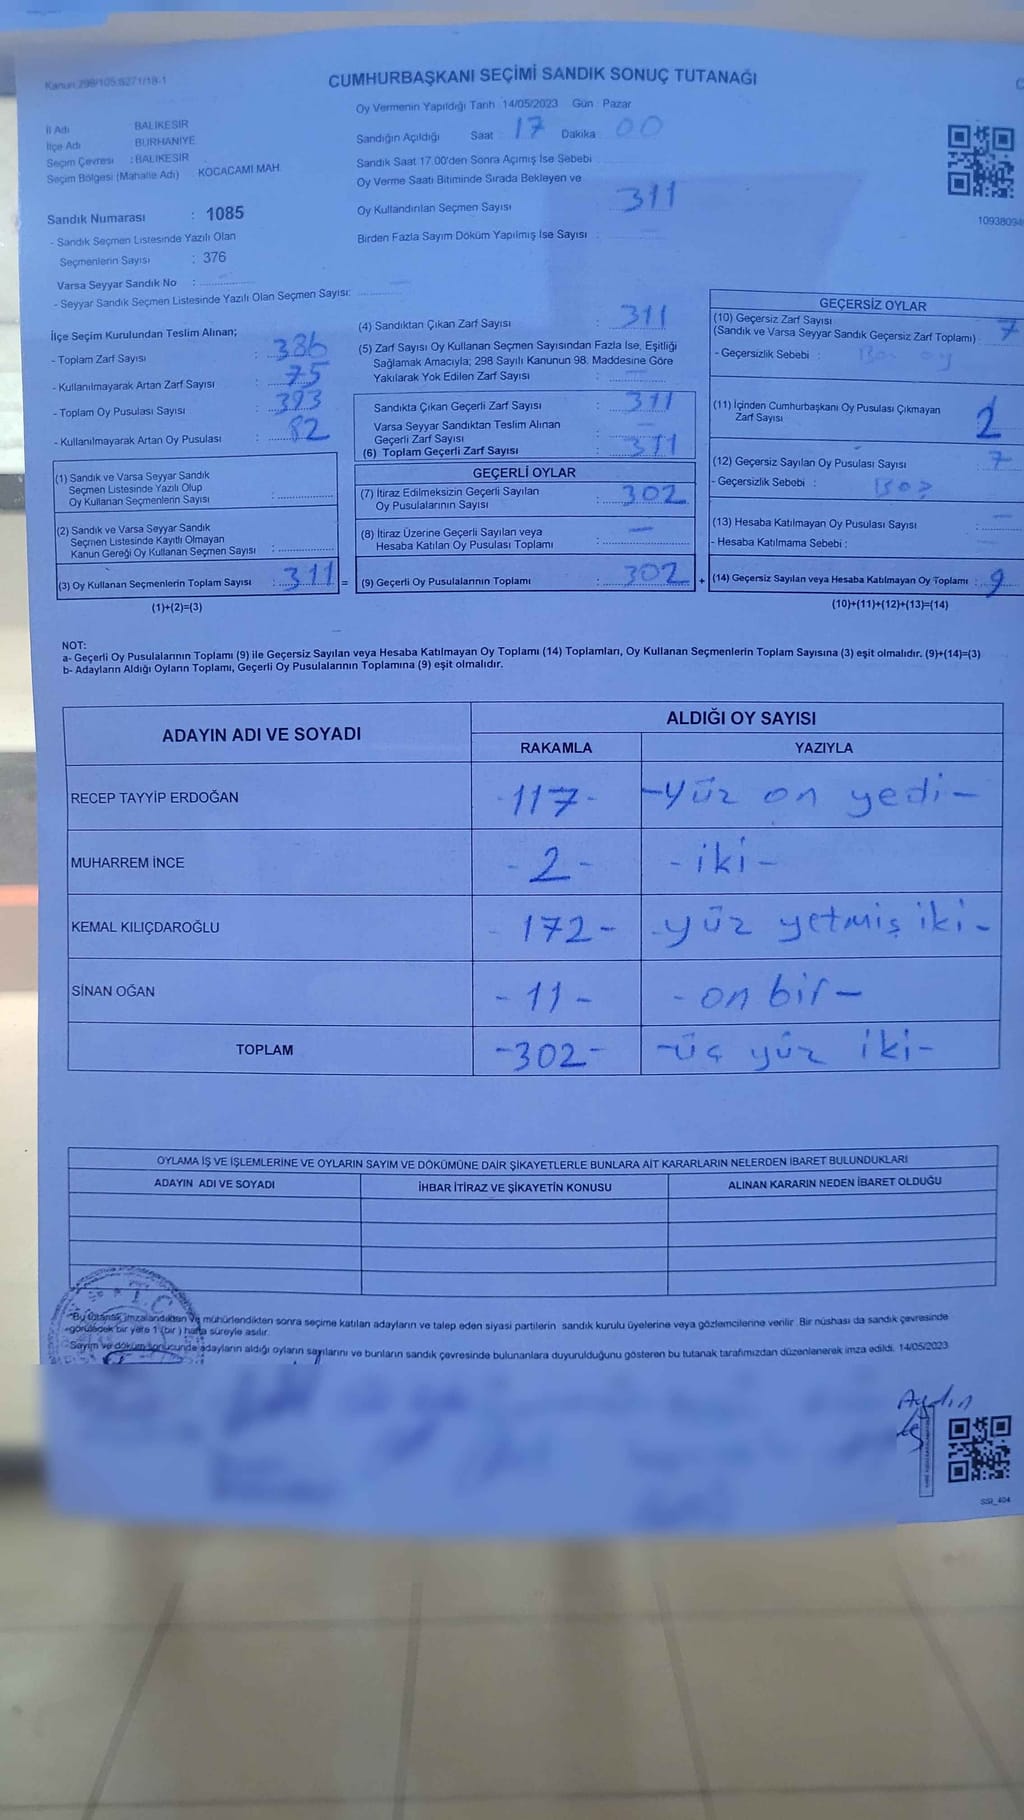 Kanun 298/105:6271/18-1
CUMHURBAŞKANI SEÇİMİ SANDIK SONUÇ TUTANAĞI
Oy Vermenin Yapıldığı Tarih : 14/05/2023 Gün : Pazar
İl Adı BALIKESİR
İlçe Adı BURHANİYE
Seçim Çevresi : BALIKESİR
Seçim Bölgesi (Mahalle Adı) KOCACAMİ MAH.
Sandık Numarası : 1085
- Sandık Seçmen Listesinde Yazılı Olan
Seçmenlerin Sayısı : 376
Varsa Seyyar Sandık No :
- Seyyar Sandık Seçmen Listesinde Yazılı Olan Seçmen Sayısı:
Sandığın Açıldığı Saat : 17 Dakika : 00
Sandık Saat 17.00'den Sonra Açımış İse Sebebi
Oy Verme Saati Bitiminde Sırada Bekleyen ve
Oy Kullandırılan Seçmen Sayısı 311
Birden Fazla Sayım Döküm Yapılmış İse Sayısı :
1093809
İlçe Seçim Kurulundan Teslim Alınan;
- Toplam Zarf Sayısı : 386
- Kullanılmayarak Artan Zarf Sayısı : 75
- Toplam Oy Pusulası Sayısı : 393
- Kullanılmayarak Artan Oy Pusulası : 82
(1) Sandık ve Varsa Seyyar Sandık
Seçmen Listesinde Yazılı Olup
Oy Kullanan Seçmenlerin Sayısı :
(2) Sandık ve Varsa Seyyar Sandık
Seçmen Listesinde Kayıtlı Olmayan
Kanun Gereği Oy Kullanan Seçmen Sayısı :
(3) Oy Kullanan Seçmenlerin Toplam Sayısı : 311 =
(1)+(2)=(3)
(4) Sandıktan Çıkan Zarf Sayısı : 311
(5) Zarf Sayısı Oy Kullanan Seçmen Sayısından Fazla İse, Eşitliği
Sağlamak Amacıyla; 298 Sayılı Kanunun 98. Maddesine Göre
Yakılarak Yok Edilen Zarf Sayısı :
Sandıkta Çıkan Geçerli Zarf Sayısı : 311
Varsa Seyyar Sandıktan Teslim Alınan
Geçerli Zarf Sayısı :
(6) Toplam Geçerli Zarf Sayısı : 311
GEÇERLİ OYLAR
(7) İtiraz Edilmeksizin Geçerli Sayılan
Oy Pusulalarının Sayısı : 302
(8) İtiraz Üzerine Geçerli Sayılan veya
Hesaba Katılan Oy Pusulası Toplamı :
(9) Geçerli Oy Pusulalarının Toplamı : 302 +
GEÇERSİZ OYLAR
(10) Geçersiz Zarf Sayısı
(Sandık ve Varsa Seyyar Sandık Geçersiz Zarf Toplamı) : 7
- Geçersizlik Sebebi : Boş oy
(11) İçinden Cumhurbaşkanı Oy Pusulası Çıkmayan
Zarf Sayısı 2
(12) Geçersiz Sayılan Oy Pusulası Sayısı : 7
- Geçersizlik Sebebi :
(13) Hesaba Katılmayan Oy Pusulası Sayısı :
- Hesaba Katılmama Sebebi :
(14) Geçersiz Sayılan veya Hesaba Katılmayan Oy Toplamı : 9
(10)+(11)+(12)+(13)=(14)
NOT:
a- Geçerli Oy Pusulalarının Toplamı (9) ile Geçersiz Sayılan veya Hesaba Katılmayan Oy Toplamı (14) Toplamları, Oy Kullanan Seçmenlerin Toplam Sayısına (3) eşit olmalıdır. (9)+(14)=(3)
b- Adayların Aldığı Oyların Toplamı, Geçerli Oy Pusulalarının Toplamına (9) eşit olmalıdır.
ADAYIN ADI VE SOYADI ALDIĞI OY SAYISI
RAKAMLA YAZIYLA
RECEP TAYYİP ERDOĞAN -117- -Yüz on yedi-
MUHARREM İNCE -2- -iki-
KEMAL KILIÇDAROĞLU -172- -yüz yetmiş iki-
SİNAN OĞAN -11- -on bir-
TOPLAM -302- -üç yüz iki-
OYLAMA İŞ VE İŞLEMLERİNE VE OYLARIN SAYIM VE DÖKÜMÜNE DAİR ŞİKAYETLERLE BUNLARA AİT KARARLARIN NELERDEN İBARET BULUNDUKLARI
ADAYIN ADI VE SOYADI İHBAR İTİRAZ VE ŞİKAYETİN KONUSU ALINAN KARARIN NEDEN İBARET OLDUĞU
T.C.
-Bu tutanak imzalandıktan ve mühürlendikten sonra seçime katılan adayların ve talep eden siyasi partilerin sandık kurulu üyelerine veya gözlemcilerine verilir. Bir nüshası da sandık çevresinde
görülecek bir yere 1 (bir) hafta süreyle asılır.
-Sayım ve döküm sonucunda adayların aldığı oyların sayılarını ve bunların sandık çevresinde bulunanlara duyurulduğunu gösteren bu tutanak tarafımızdan düzenlenerek imza edildi. 14/05/2023
Aydın
SSI_404